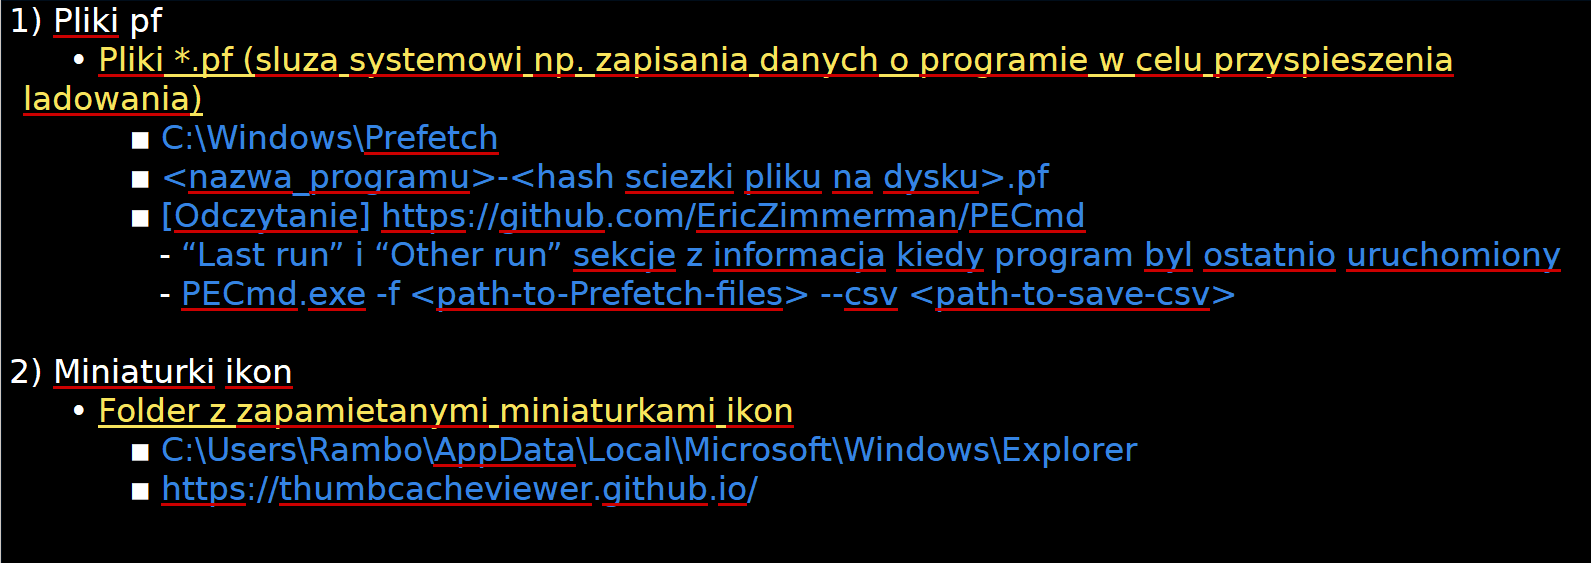 1) Pliki pf
• Pliki *.pf (sluza systemowi np. zapisania danych o programie w celu przyspieszenia
ladowania)
■ C:\Windows\Prefetch
■ <nazwa_programu>-<hash sciezki pliku na dysku>.pf
■ [Odczytanie] https://github.com/EricZimmerman/PECmd
- “Last run” i “Other run” sekcje z informacja kiedy program byl ostatnio uruchomiony
- PECmd.exe -f <path-to-Prefetch-files> --csv <path-to-save-csv>
2) Miniaturki ikon
• Folder z zapamietanymi miniaturkami ikon
■ C:\Users\Rambo\AppData\Local\Microsoft\Windows\Explorer
■ https://thumbcacheviewer.github.io/